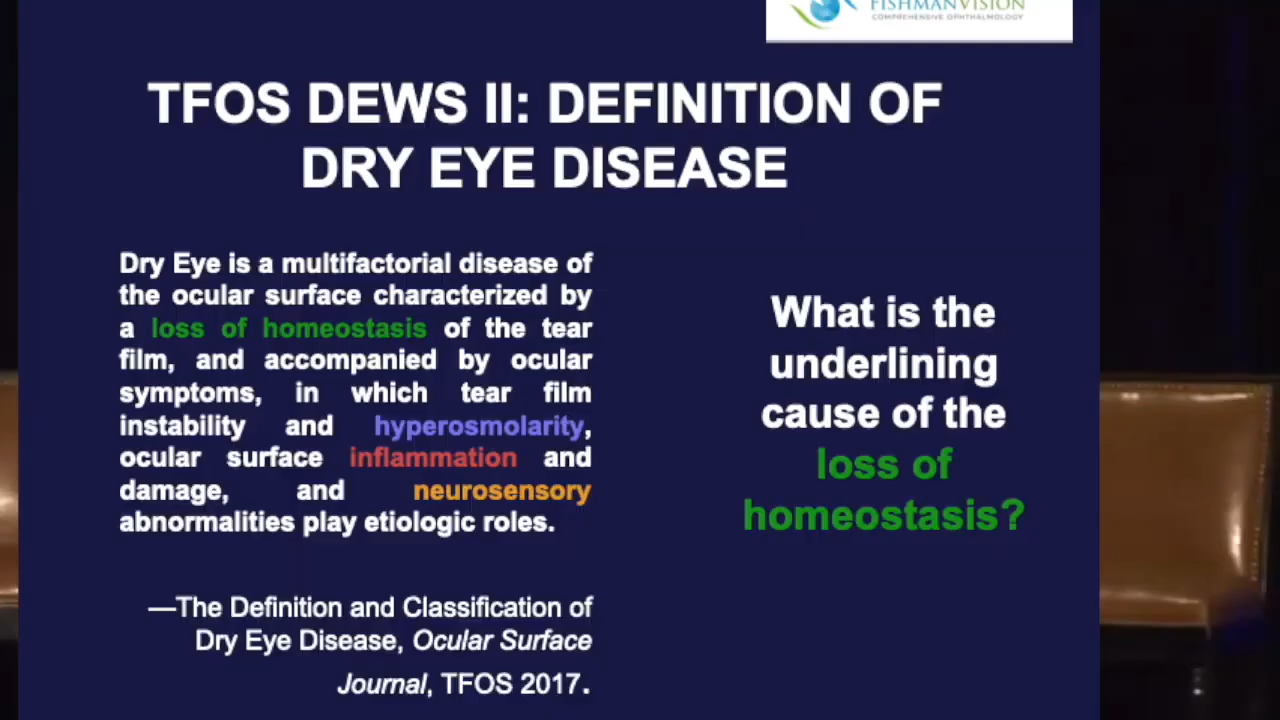 FISHMANVISION
COMPREHENSIVE OPHTHALMOLOGY
TFOS DEWS II: DEFINITION OF
DRY EYE DISEASE
Dry Eye is a multifactorial disease of
the ocular surface characterized by
a loss of homeostasis of the tear
film, and accompanied by ocular
symptoms, in which tear film
instability and hyperosmolarity,
ocular surface inflammation and
damage, and neurosensory
abnormalities play etiologic roles.
—The Definition and Classification of
Dry Eye Disease, Ocular Surface
Journal, TFOS 2017.
What is the
underlining
cause of the
loss of
homeostasis?